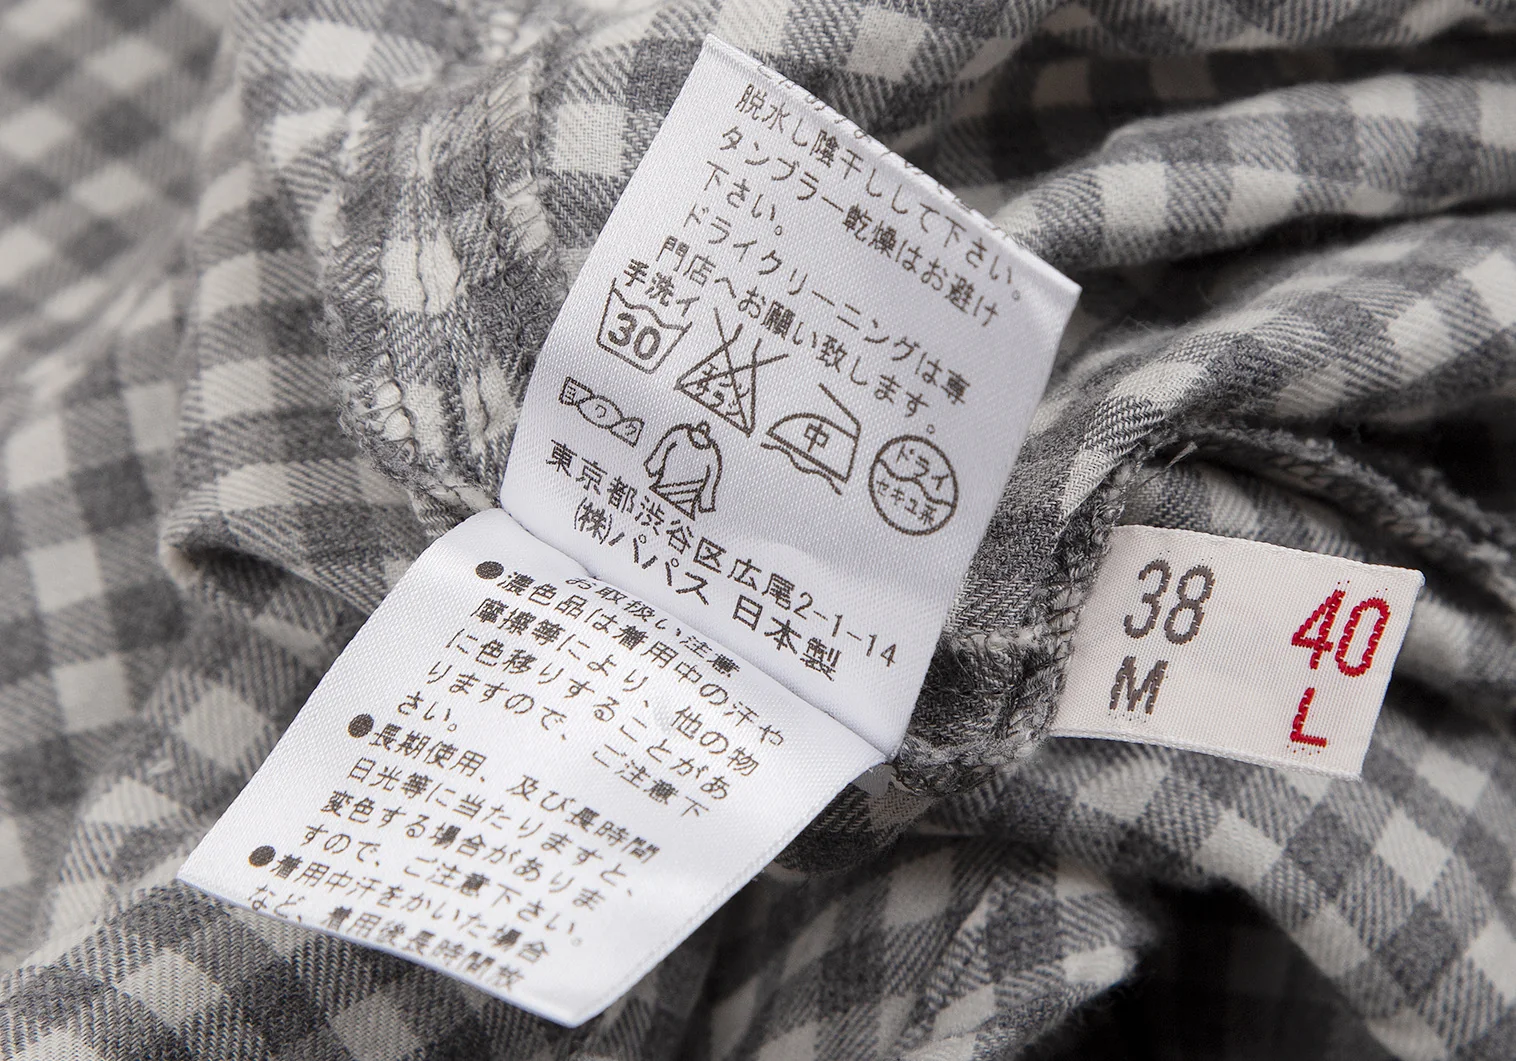 脱水し陰干しして下さい。
タンブラー乾燥はお避け
下さい。
ドライクリーニングは専
門店へお願い致します。
手洗イ
30
エンソ
サラシ
中
ドライ
セキユ系
ヨワク
東京都渋谷区広尾2-1-14
(株)パパス 日本製
お取扱い注意
●濃色品は着用中の汗や
摩擦等により、他の物
に色移りすることがあ
りますので、ご注意下
さい。
●長期使用、及び長時間
日光等に当たりますと、
変色する場合がありま
すので、ご注意下さい。
●着用中汗をかいた場合
など、着用後長時間放
38
M
40
L